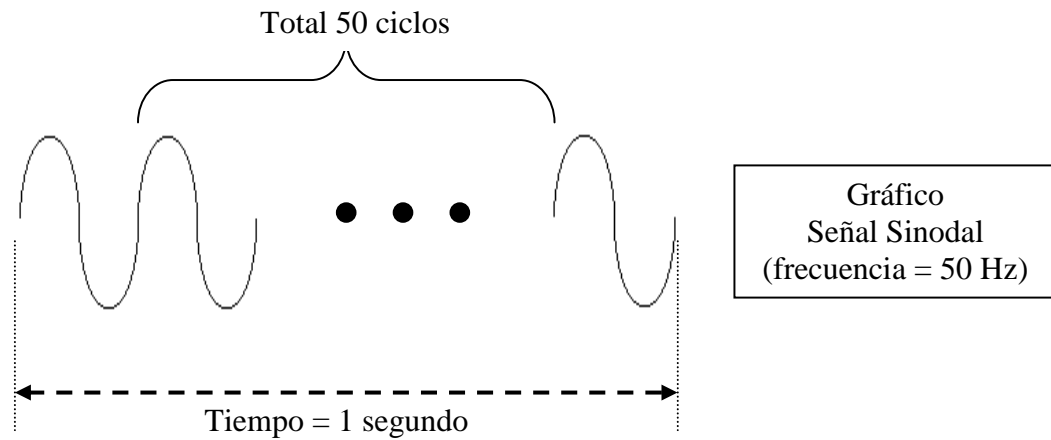 Total 50 ciclos
Gráfico
Señal Sinodal
(frecuencia = 50 Hz)
Tiempo = 1 segundo